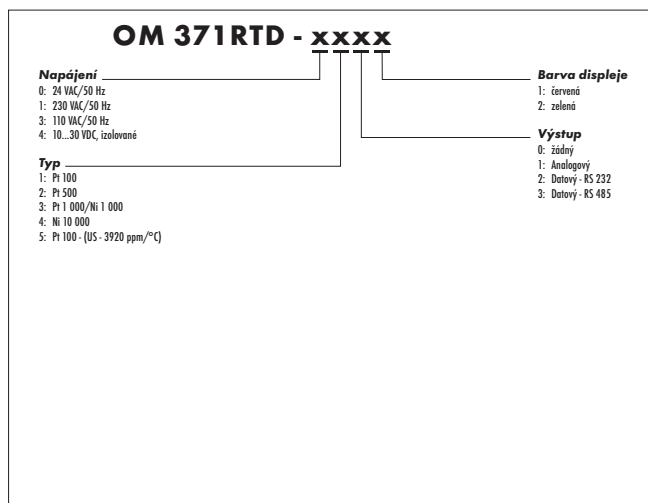 OM 371RTD - xxxx
Napájení
0: 24 VAC/50 Hz
1: 230 VAC/50 Hz
3: 110 VAC/50 Hz
4: 10...30 VDC, izolované
Typ
1: Pt 100
2: Pt 500
3: Pt 1 000/Ni 1 000
4: Ni 10 000
5: Pt 100 - (US - 3920 ppm/°C)
Barva displeje
1: červená
2: zelená
Výstup
0: žádný
1: Analogový
2: Datový - RS 232
3: Datový - RS 485